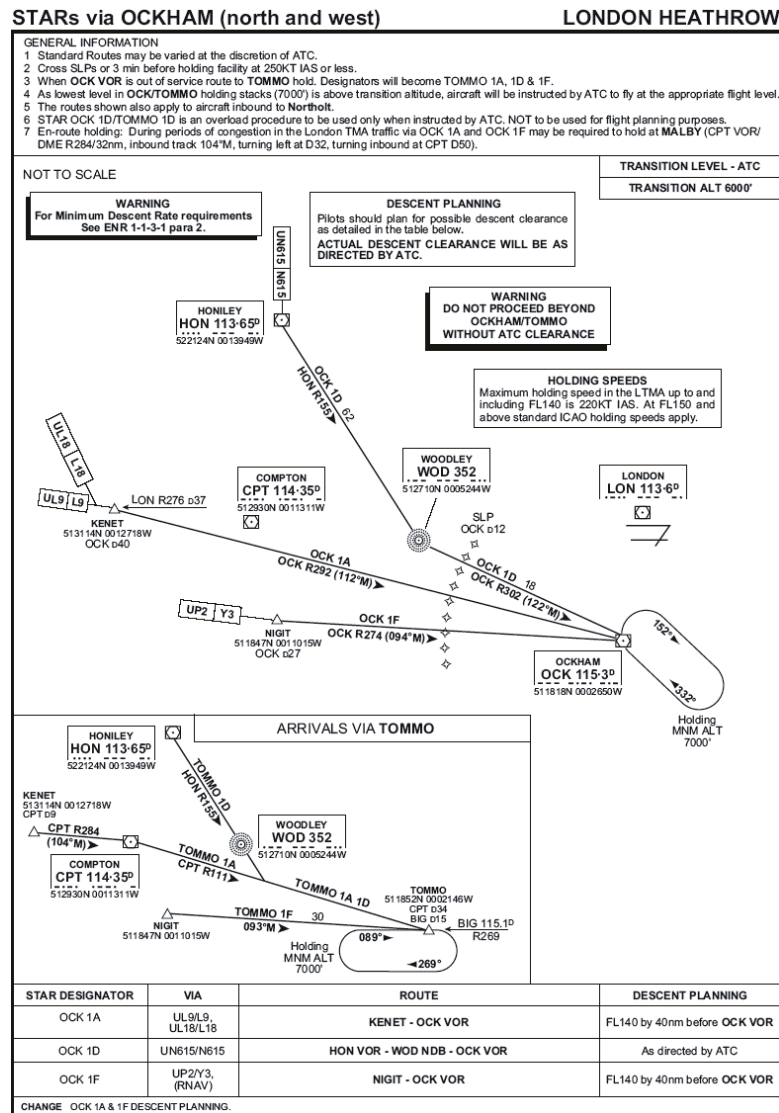 STARs via OCKHAM (north and west) LONDON HEATHROW
GENERAL INFORMATION
1 Standard Routes may be varied at the discretion of ATC.
2 Cross SLPs or 3 min before holding facility at 250KT IAS or less.
3 When OCK VOR is out of service route to TOMMO hold. Designators will become TOMMO 1A, 1D & 1F.
4 As lowest level in OCK/TOMMO holding stacks (7000') is above transition altitude, aircraft will be instructed by ATC to fly at the appropriate flight level.
5 The routes shown also apply to aircraft inbound to Northolt.
6 STAR OCK 1D/TOMMO 1D is an overload procedure to be used only when instructed by ATC. NOT to be used for flight planning purposes.
7 En-route holding: During periods of congestion in the London TMA traffic via OCK 1A and OCK 1F may be required to hold at MALBY (CPT VOR/
DME R284/32nm, inbound track 104°M, turning left at D32, turning inbound at CPT D50).
NOT TO SCALE
TRANSITION LEVEL - ATC
TRANSITION ALT 6000'
WARNING
For Minimum Descent Rate requirements
See ENR 1-1-3-1 para 2.
DESCENT PLANNING
Pilots should plan for possible descent clearance
as detailed in the table below.
ACTUAL DESCENT CLEARANCE WILL BE AS
DIRECTED BY ATC.
UN615 N615
WARNING
DO NOT PROCEED BEYOND
OCKHAM/TOMMO
WITHOUT ATC CLEARANCE
HONILEY
HON 113·65D
522124N 0013949W
OCK 1D 62
HON R155
HOLDING SPEEDS
Maximum holding speed in the LTMA up to and
including FL140 is 220KT IAS. At FL150 and
above standard ICAO holding speeds apply.
UL18 L18
UL9 L9
LON R276 D37
KENET
513114N 0012718W
OCK D40
COMPTON
CPT 114·35D
512930N 0011311W
WOODLEY
WOD 352
512710N 0005244W
LONDON
LON 113·6D
SLP
OCK D12
OCK 1A
OCK R292 (112°M)
OCK 1D 18
OCK R302 (122°M)
UP2 Y3
NIGIT
511847N 0011015W
OCK D27
OCK 1F
OCK R274 (094°M)
OCKHAM
OCK 115·3D
511818N 0002650W
152°
332°
Holding
MNM ALT
7000'
ARRIVALS VIA TOMMO
HONILEY
HON 113·65D
522124N 0013949W
TOMMO 1D
HON R155
KENET
513114N 0012718W
CPT D9
CPT R284
(104°M)
COMPTON
CPT 114·35D
512930N 0011311W
WOODLEY
WOD 352
512710N 0005244W
TOMMO 1A
CPT R111
TOMMO 1A 1D
TOMMO
511852N 0002146W
CPT D34
BIG D15
BIG 115.1D
R269
NIGIT
511847N 0011015W
TOMMO 1F 30
093°M
Holding
MNM ALT
7000'
089°
269°
STAR DESIGNATOR VIA ROUTE DESCENT PLANNING
OCK 1A UL9/L9, UL18/L18 KENET - OCK VOR FL140 by 40nm before OCK VOR
OCK 1D UN615/N615 HON VOR - WOD NDB - OCK VOR As directed by ATC
OCK 1F UP2/Y3, (RNAV) NIGIT - OCK VOR FL140 by 40nm before OCK VOR
CHANGE OCK 1A & 1F DESCENT PLANNING.